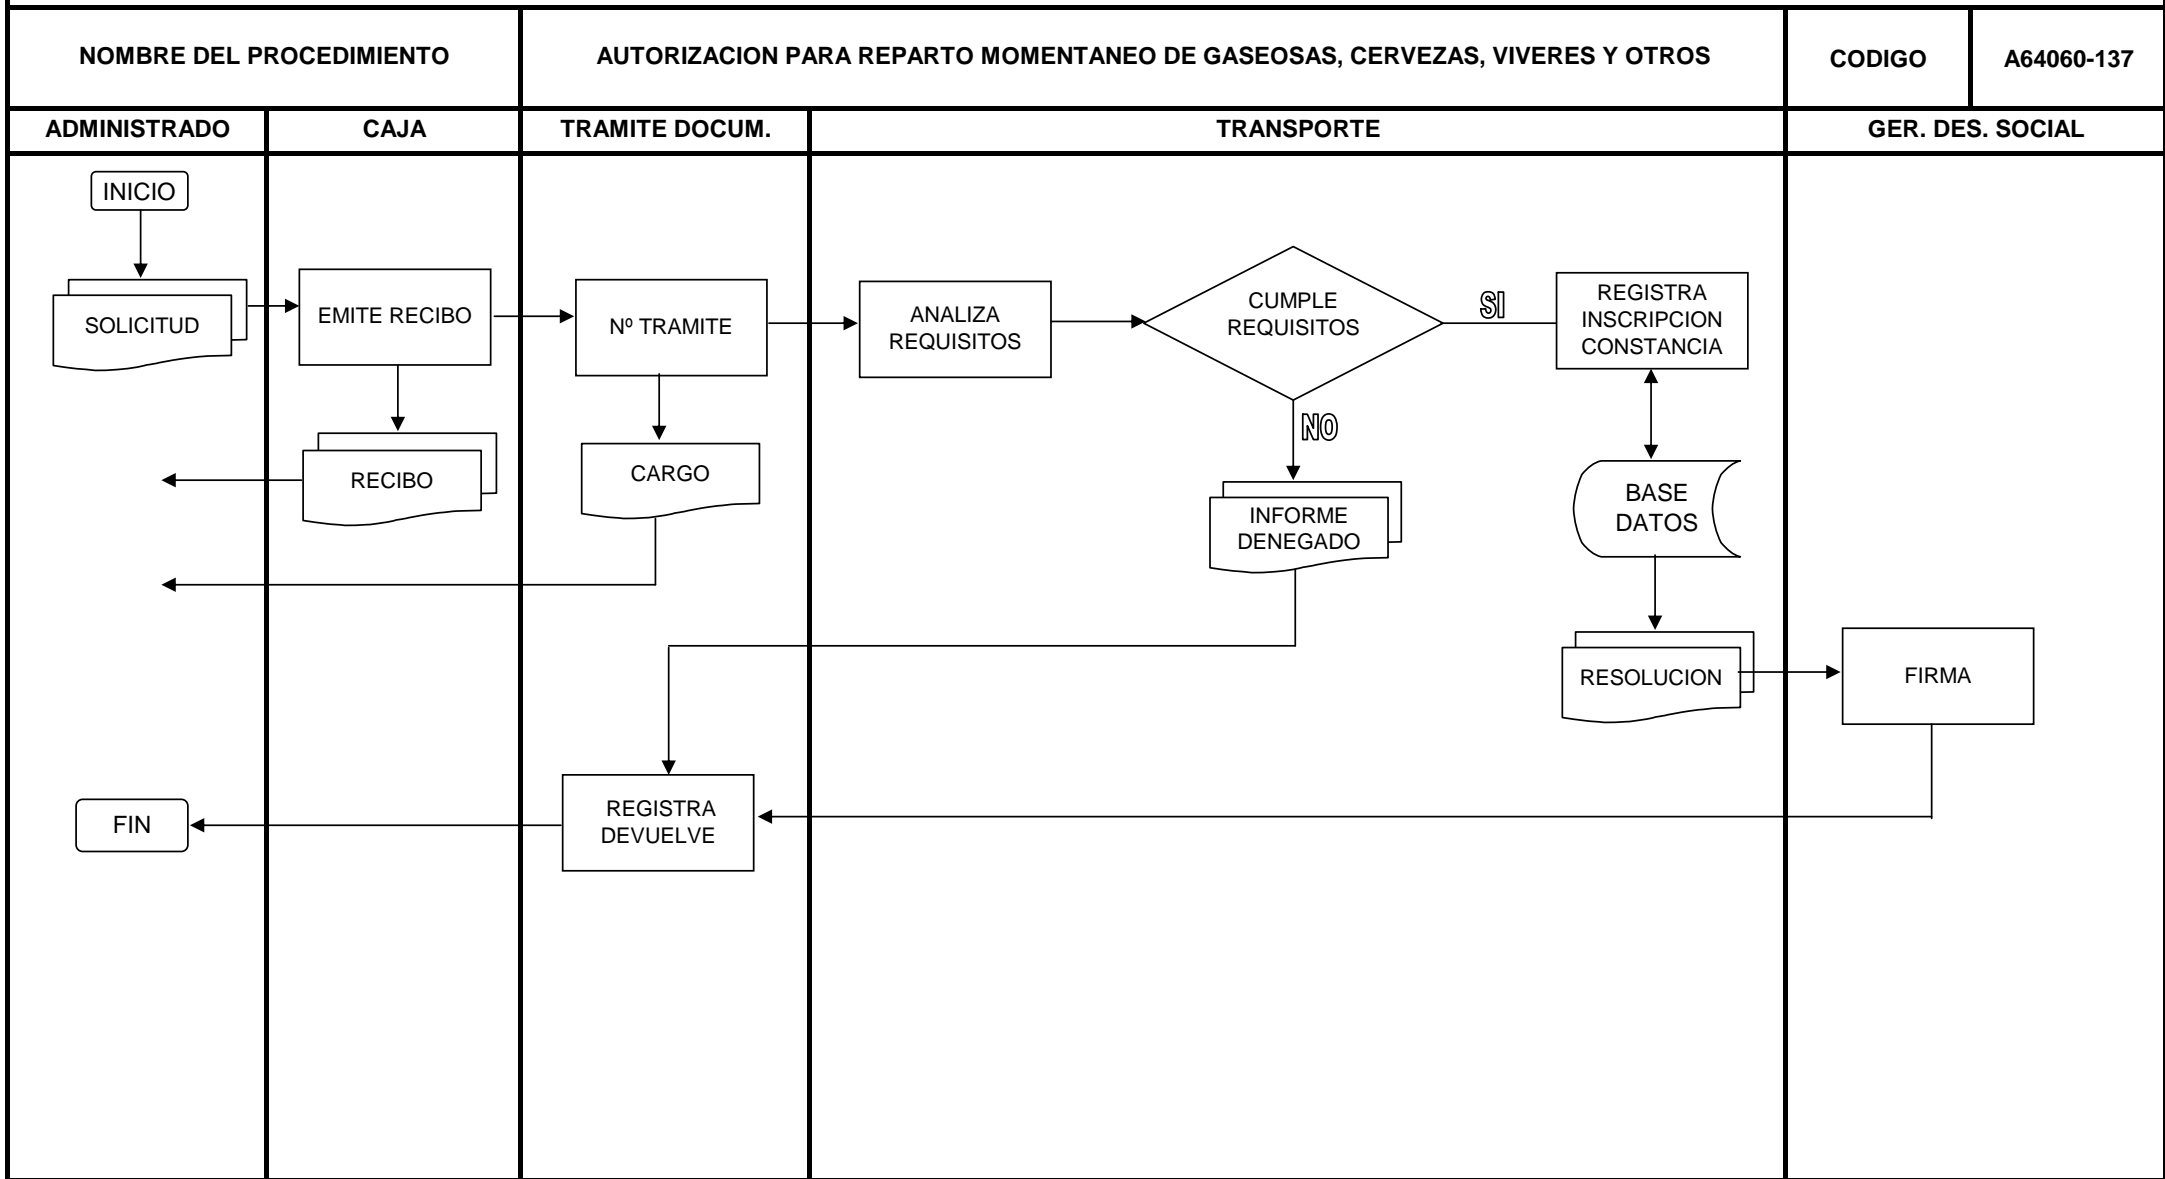 NOMBRE DEL PROCEDIMIENTO
AUTORIZACION PARA REPARTO MOMENTANEO DE GASEOSAS, CERVEZAS, VIVERES Y OTROS
CODIGO
A64060-137
ADMINISTRADO
CAJA
TRAMITE DOCUM.
TRANSPORTE
GER. DES. SOCIAL
INICIO
SOLICITUD
EMITE RECIBO
Nº TRAMITE
ANALIZA
REQUISITOS
CUMPLE
REQUISITOS
SI
REGISTRA
INSCRIPCION
CONSTANCIA
NO
RECIBO
CARGO
INFORME
DENEGADO
BASE
DATOS
RESOLUCION
FIRMA
REGISTRA
DEVUELVE
FIN